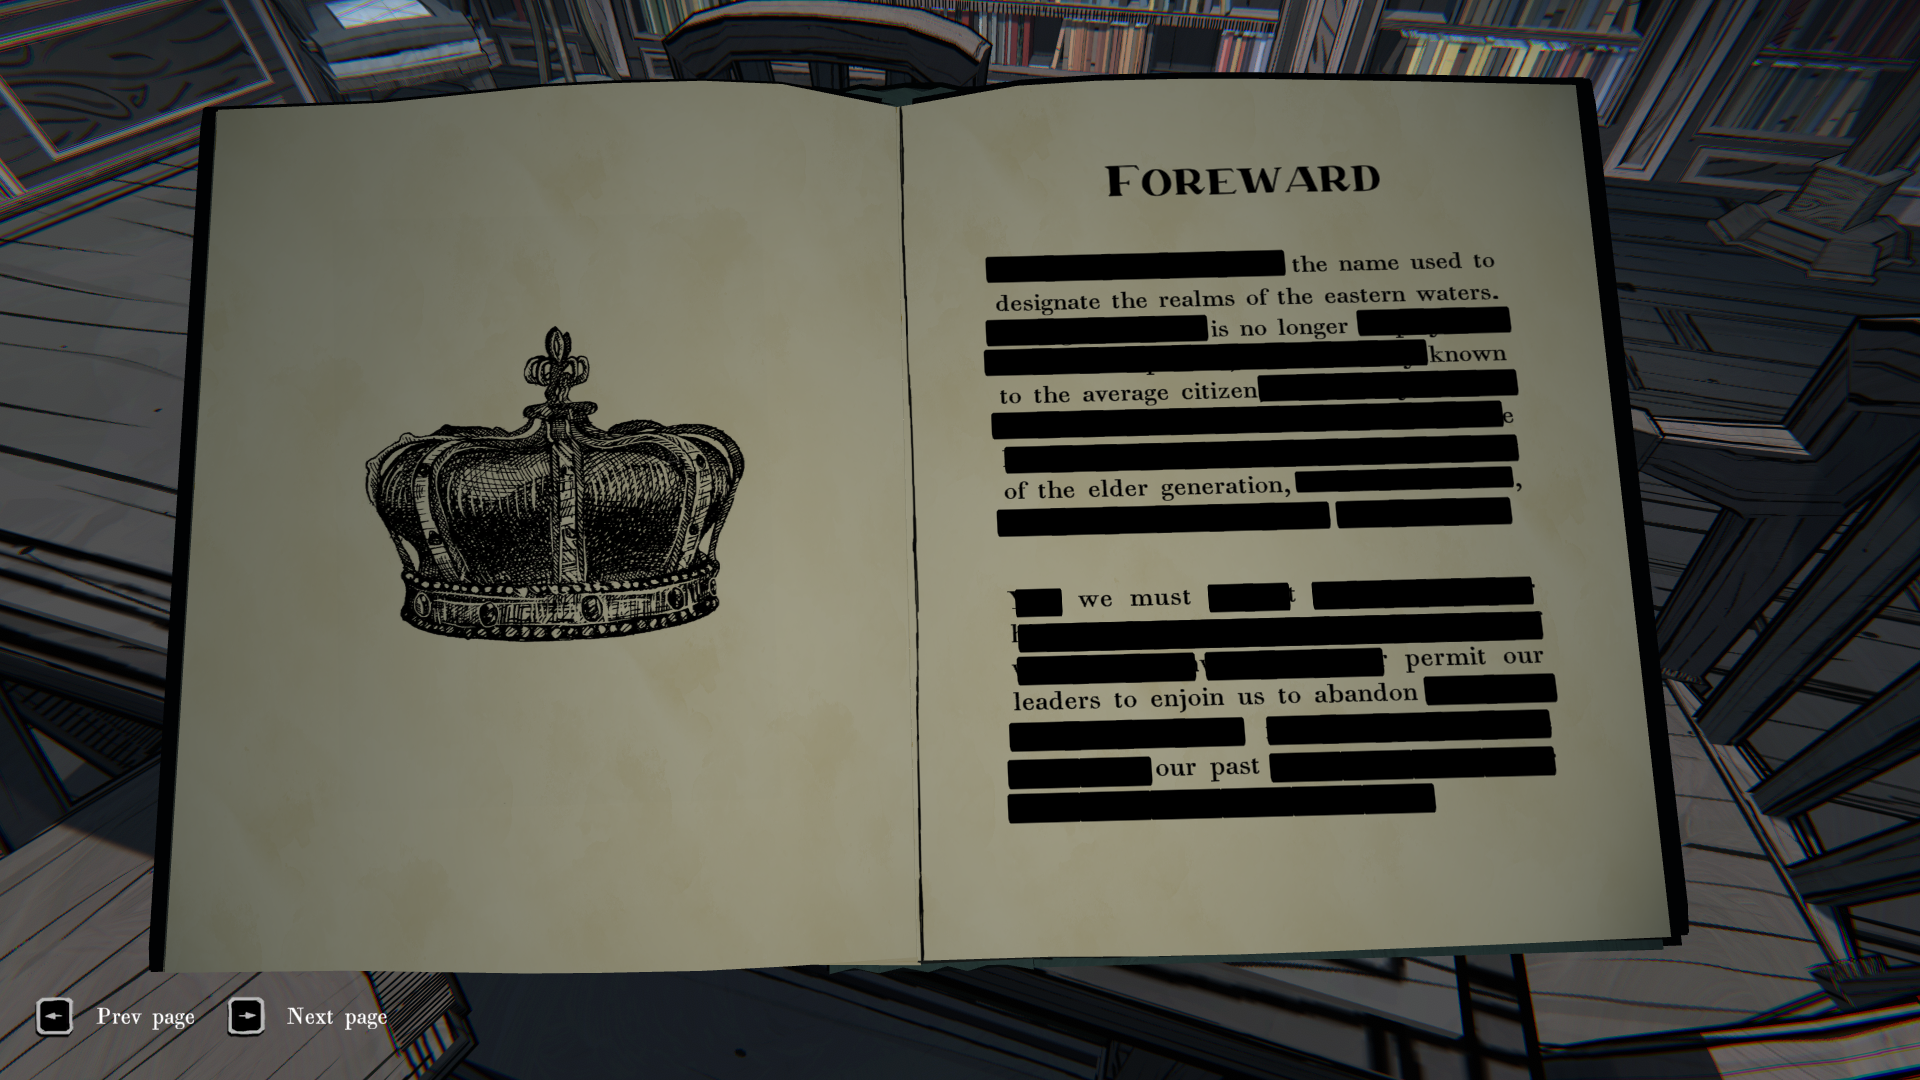 FOREWARD
the name used to
designate the realms of the eastern waters.
is no longer
known
to the average citizen
e
of the elder generation, ,
we must t
permit our
leaders to enjoin us to abandon
our past
Prev page Next page